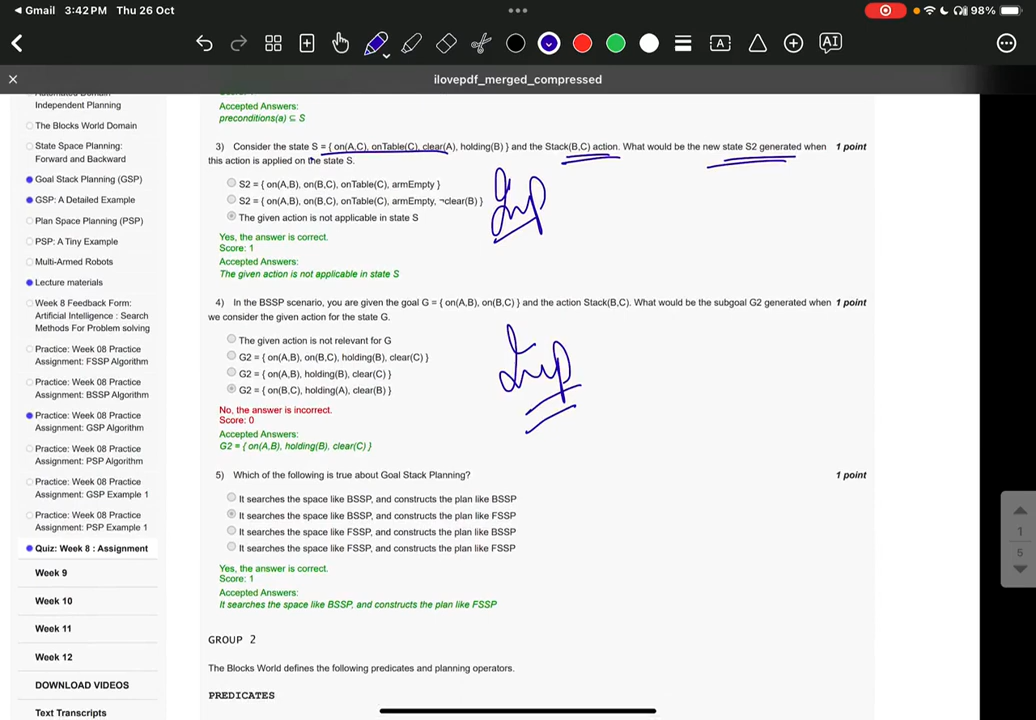 Gmail 3:42 PM Thu 26 Oct 98%
A AI
ilovepdf_merged_compressed
Independent Planning
The Blocks World Domain
State Space Planning:
Forward and Backward
Goal Stack Planning (GSP)
GSP: A Detailed Example
Plan Space Planning (PSP)
PSP: A Tiny Example
Multi-Armed Robots
Lecture materials
Week 8 Feedback Form:
Artificial Intelligence : Search
Methods For Problem solving
Practice: Week 08 Practice
Assignment: FSSP Algorithm
Practice: Week 08 Practice
Assignment: BSSP Algorithm
Practice: Week 08 Practice
Assignment: GSP Algorithm
Practice: Week 08 Practice
Assignment: PSP Algorithm
Practice: Week 08 Practice
Assignment: GSP Example 1
Practice: Week 08 Practice
Assignment: PSP Example 1
Quiz: Week 8 : Assignment
Week 9
Week 10
Week 11
Week 12
DOWNLOAD VIDEOS
Text Transcripts
Accepted Answers:
preconditions(a) ⊆ S
3) Consider the state S = { on(A,C), onTable(C), clear(A), holding(B) } and the Stack(B,C) action. What would be the new state S2 generated when 1 point
this action is applied on the state S.
S2 = { on(A,B), on(B,C), onTable(C), armEmpty }
S2 = { on(A,B), on(B,C), onTable(C), armEmpty, ¬clear(B) }
The given action is not applicable in state S
Imp
Yes, the answer is correct.
Score: 1
Accepted Answers:
The given action is not applicable in state S
4) In the BSSP scenario, you are given the goal G = { on(A,B), on(B,C) } and the action Stack(B,C). What would be the subgoal G2 generated when 1 point
we consider the given action for the state G.
The given action is not relevant for G
G2 = { on(A,B), on(B,C), holding(B), clear(C) }
G2 = { on(A,B), holding(B), clear(C) }
G2 = { on(B,C), holding(A), clear(B) }
Imp
No, the answer is incorrect.
Score: 0
Accepted Answers:
G2 = { on(A,B), holding(B), clear(C) }
5) Which of the following is true about Goal Stack Planning? 1 point
It searches the space like BSSP, and constructs the plan like BSSP
It searches the space like BSSP, and constructs the plan like FSSP
It searches the space like FSSP, and constructs the plan like BSSP
It searches the space like FSSP, and constructs the plan like FSSP
Yes, the answer is correct.
Score: 1
Accepted Answers:
It searches the space like BSSP, and constructs the plan like FSSP
GROUP 2
The Blocks World defines the following predicates and planning operators.
PREDICATES
1
5